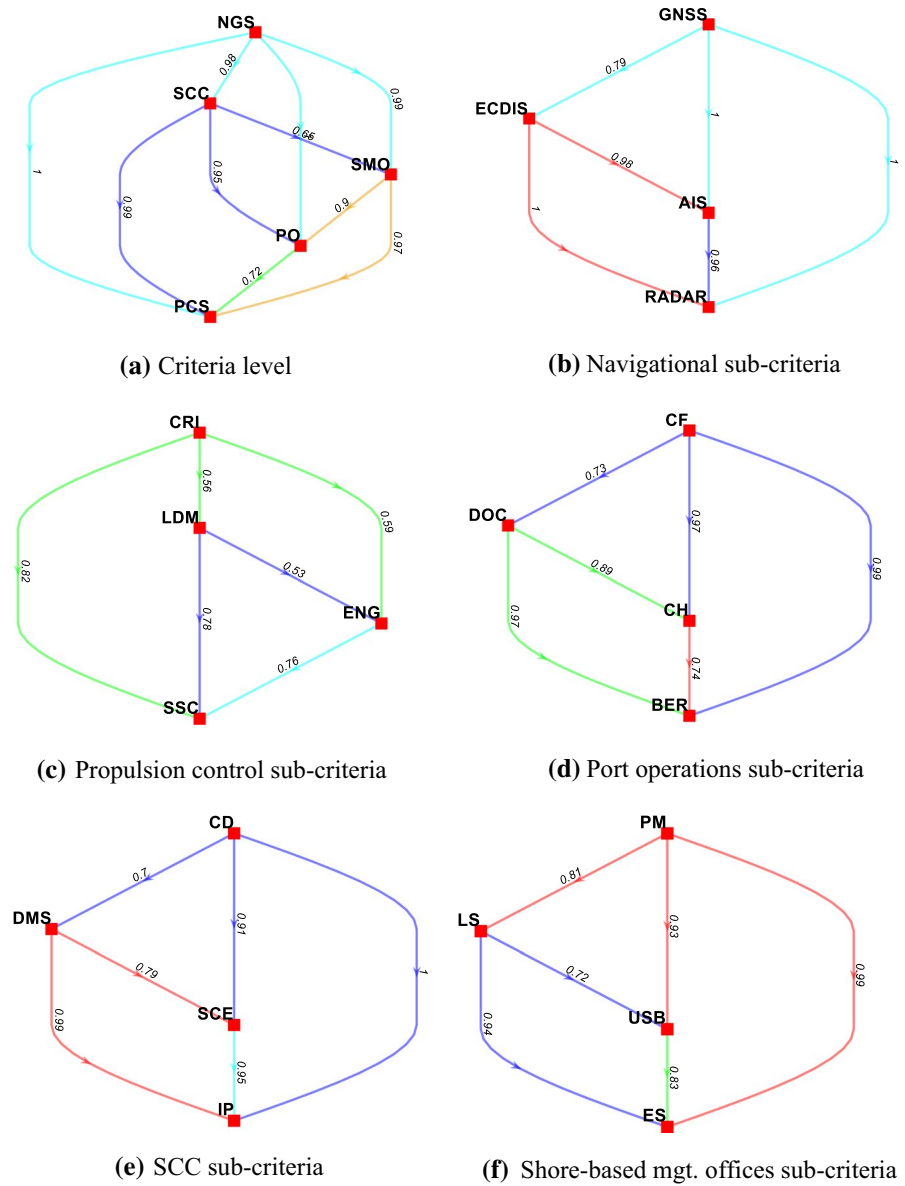 NGS
0.98
SCC
0.99
0.65
SMO
0.95
1
0.99
0.9
PO
0.97
0.72
PCS
(a) Criteria level
GNSS
0.79
ECDIS
1
1
0.98
AIS
1
0.96
RADAR
(b) Navigational sub-criteria
CRI
0.56
LDM
0.59
0.82
0.53
0.78
ENG
0.76
SSC
(c) Propulsion control sub-criteria
CF
0.73
DOC
0.97
0.99
0.89
CH
0.97
0.74
BER
(d) Port operations sub-criteria
CD
0.7
DMS
0.91
1
0.79
SCE
0.99
0.95
IP
(e) SCC sub-criteria
PM
0.81
LS
0.93
0.99
0.72
USB
0.94
0.83
ES
(f) Shore-based mgt. offices sub-criteria